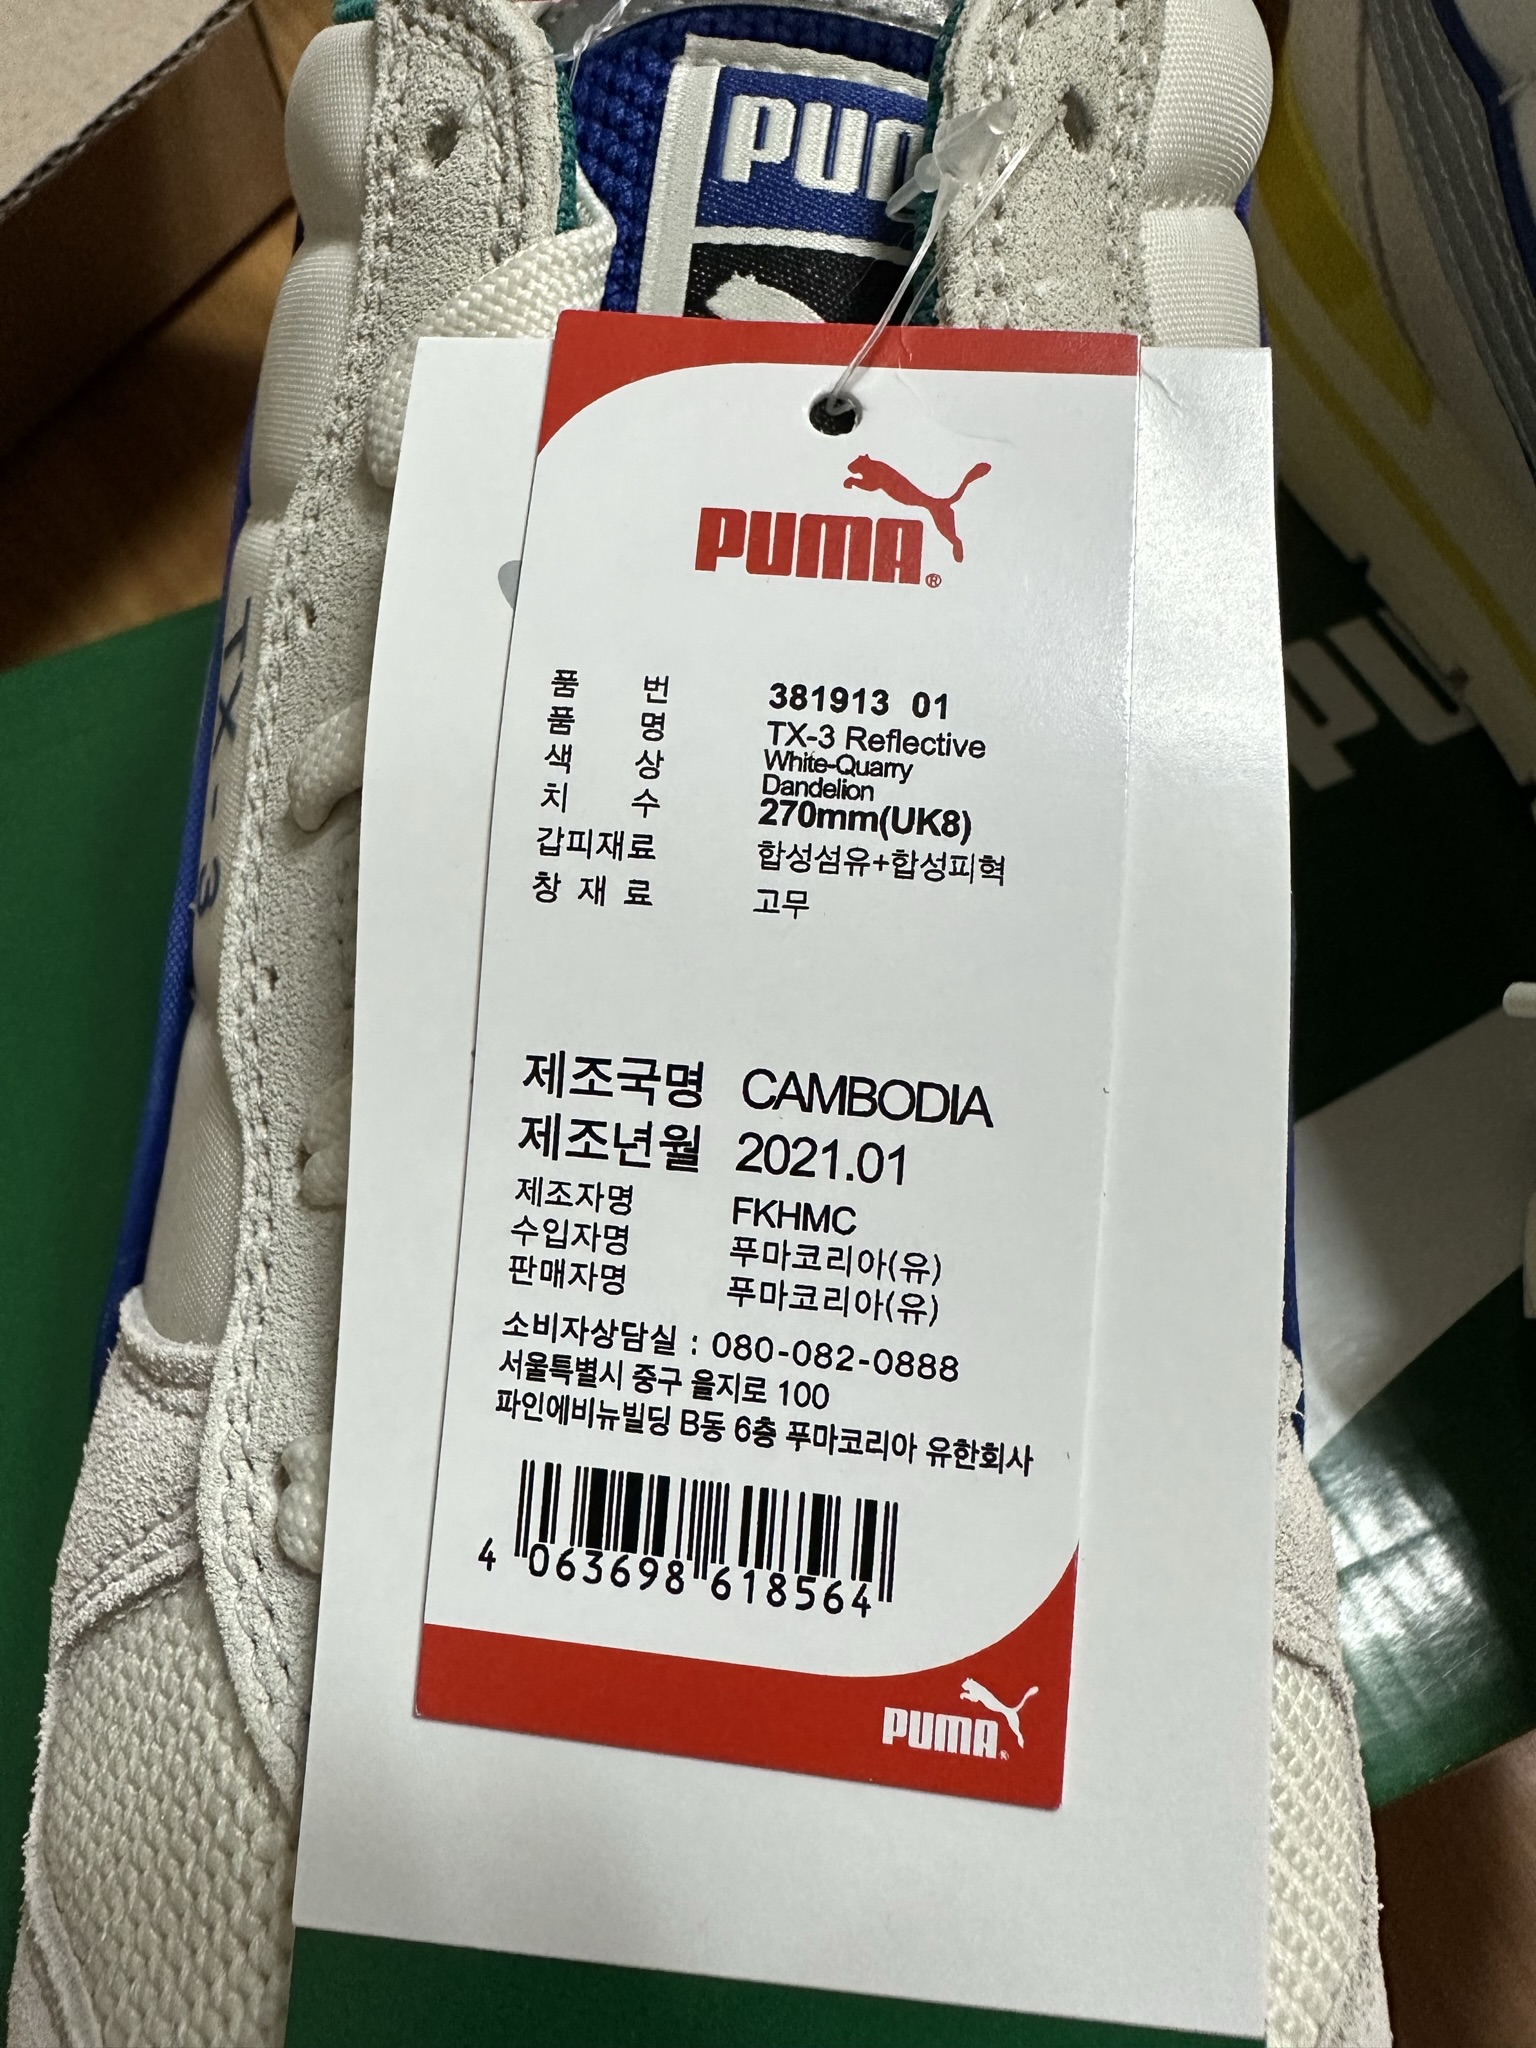 PUMA
PUMA®
품 번 381913 01
품 명 TX-3 Reflective
색 상 White-Quarry
Dandelion
치 수 270mm(UK8)
갑피재료 합성섬유+합성피혁
창 재 료 고무
제조국명 CAMBODIA
제조년월 2021.01
제조자명 FKHMC
수입자명 푸마코리아(유)
판매자명 푸마코리아(유)
소비자상담실 : 080-082-0888
서울특별시 중구 을지로 100
파인에비뉴빌딩 B동 6층 푸마코리아 유한회사
4 063698 618564
PUMA®
TX-3
PU